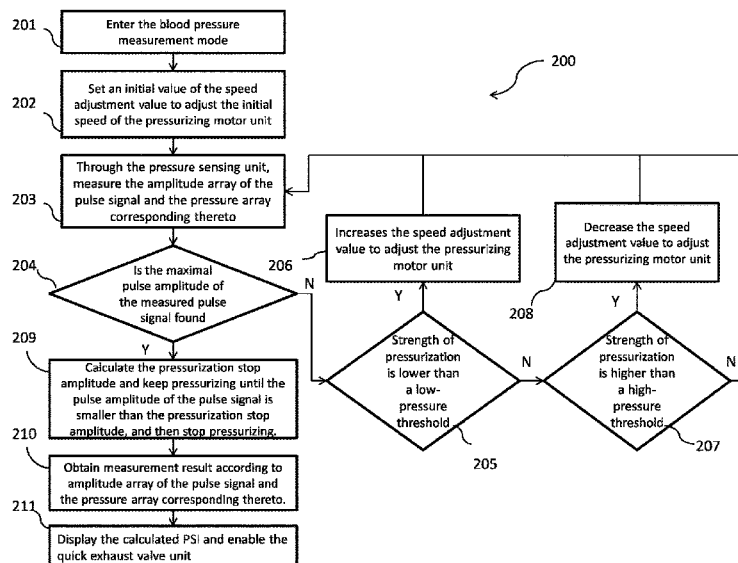 201
Enter the blood pressure
measurement mode
200
202
Set an initial value of the speed
adjustment value to adjust the initial
speed of the pressurizing motor unit
203
Through the pressure sensing unit,
measure the amplitude array of the
pulse signal and the pressure array
corresponding thereto
204
Is the maximal
pulse amplitude of
the measured pulse
signal found
N
Y
206
Increases the speed adjustment
value to adjust the pressurizing
motor unit
Y
208
Decrease the speed
adjustment value to adjust
the pressurizing motor unit
Y
Strength of
pressurization
is lower than
a low-
pressure
threshold
205
N
Strength of
pressurization
is higher than
a high-
pressure
threshold
207
N
209
Calculate the pressurization stop
amplitude and keep pressurizing until the
pulse amplitude of the pulse signal is
smaller than the pressurization stop
amplitude, and then stop pressurizing.
210
Obtain measurement result according to
amplitude array of the pulse signal and
the pressure array corresponding thereto.
211
Display the calculated PSI and enable the
quick exhaust valve unit